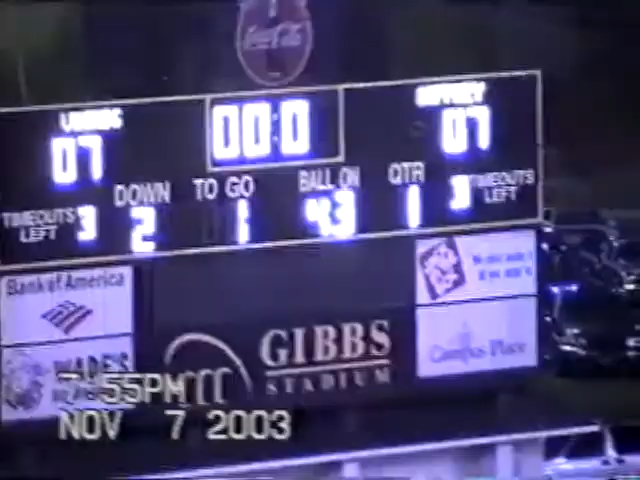 Coca-Cola
00:0
07
07
DOWN
TO GO
BALL ON
QTR
TIMEOUTS
LEFT
3
2
1
43
1
3
TIMEOUTS
LEFT
Bank of America
WADE'S
GIBBS
STADIUM
Campus Place
7:55PM
NOV 7 2003